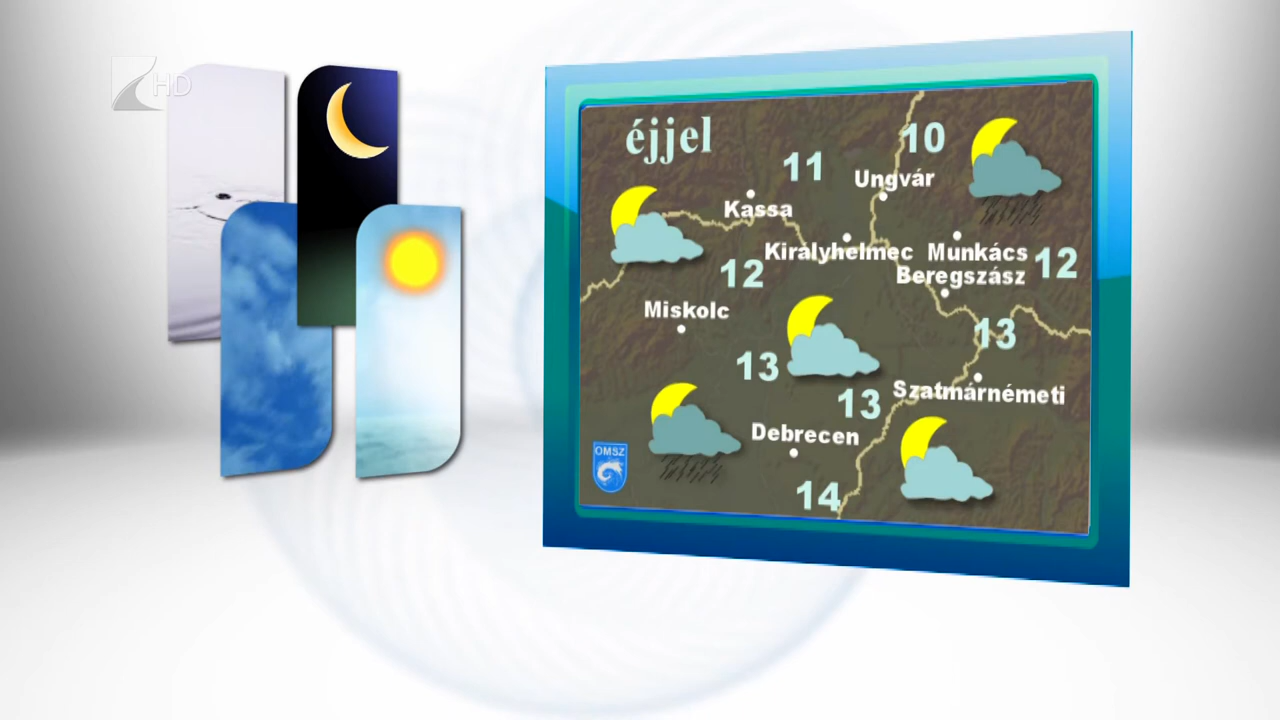 HD
éjjel
10
11
Ungvár
Kassa
Királyhelmec
Munkács
12
12
Beregszász
Miskolc
13
13
13
Szatmárnémeti
Debrecen
OMSZ
14